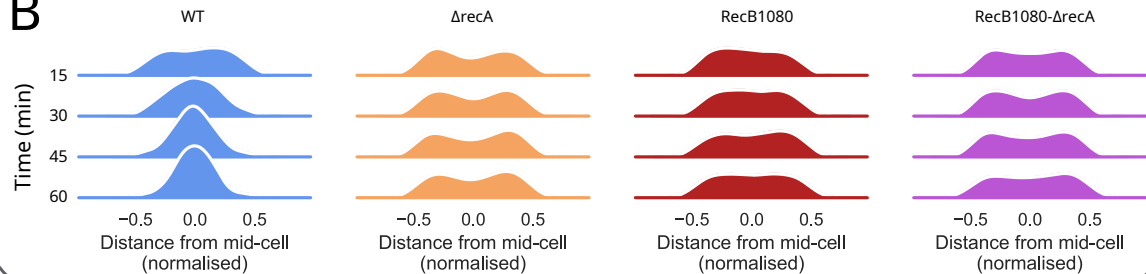 B
WT
ΔrecA
RecB1080
RecB1080-ΔrecA
Time (min)
15
30
45
60
−0.5 0.0 0.5
−0.5 0.0 0.5
−0.5 0.0 0.5
−0.5 0.0 0.5
Distance from mid-cell
(normalised)
Distance from mid-cell
(normalised)
Distance from mid-cell
(normalised)
Distance from mid-cell
(normalised)